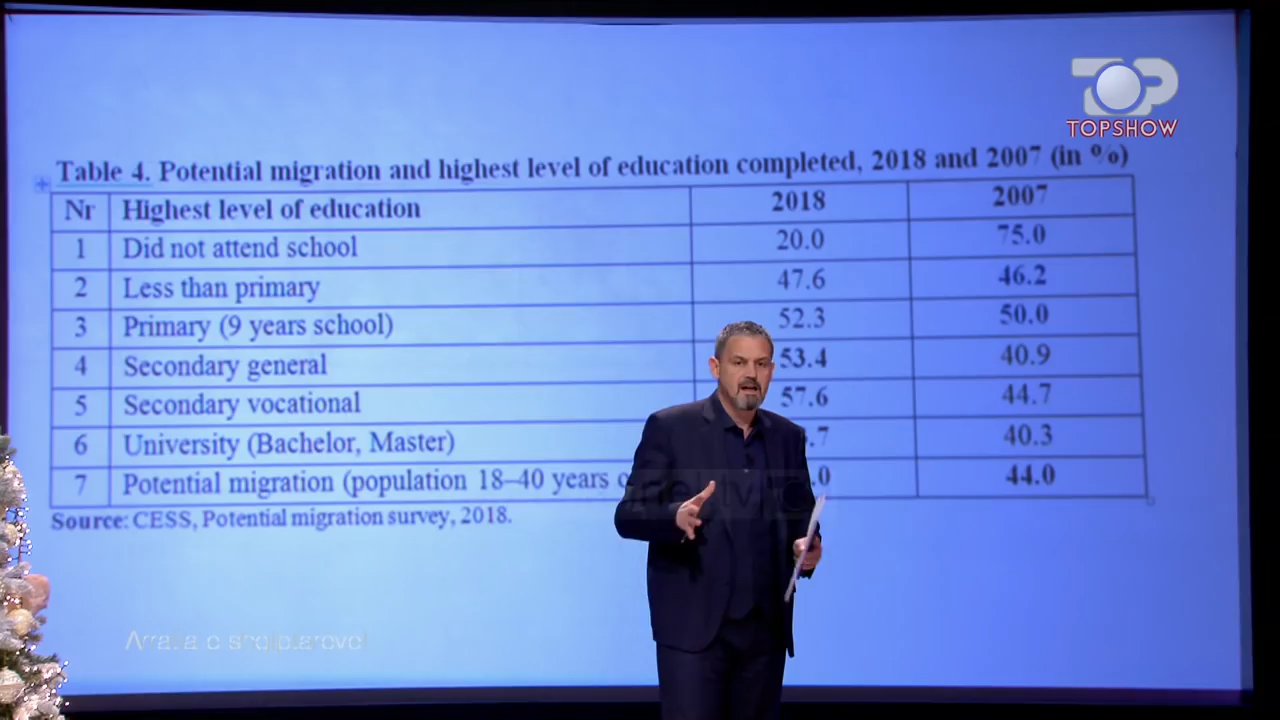 TOP
TOPSHOW
Table 4. Potential migration and highest level of education completed, 2018 and 2007 (in %)
Nr Highest level of education 2018 2007
1 Did not attend school 20.0 75.0
2 Less than primary 47.6 46.2
3 Primary (9 years school) 52.3 50.0
4 Secondary general 53.4 40.9
5 Secondary vocational 57.6 44.7
6 University (Bachelor, Master) .7 40.3
7 Potential migration (population 18–40 years .0 44.0
Source: CESS, Potential migration survey, 2018.